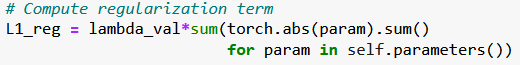 # Compute regularization term
L1_reg = lambda_val*sum(torch.abs(param).sum()
for param in self.parameters())